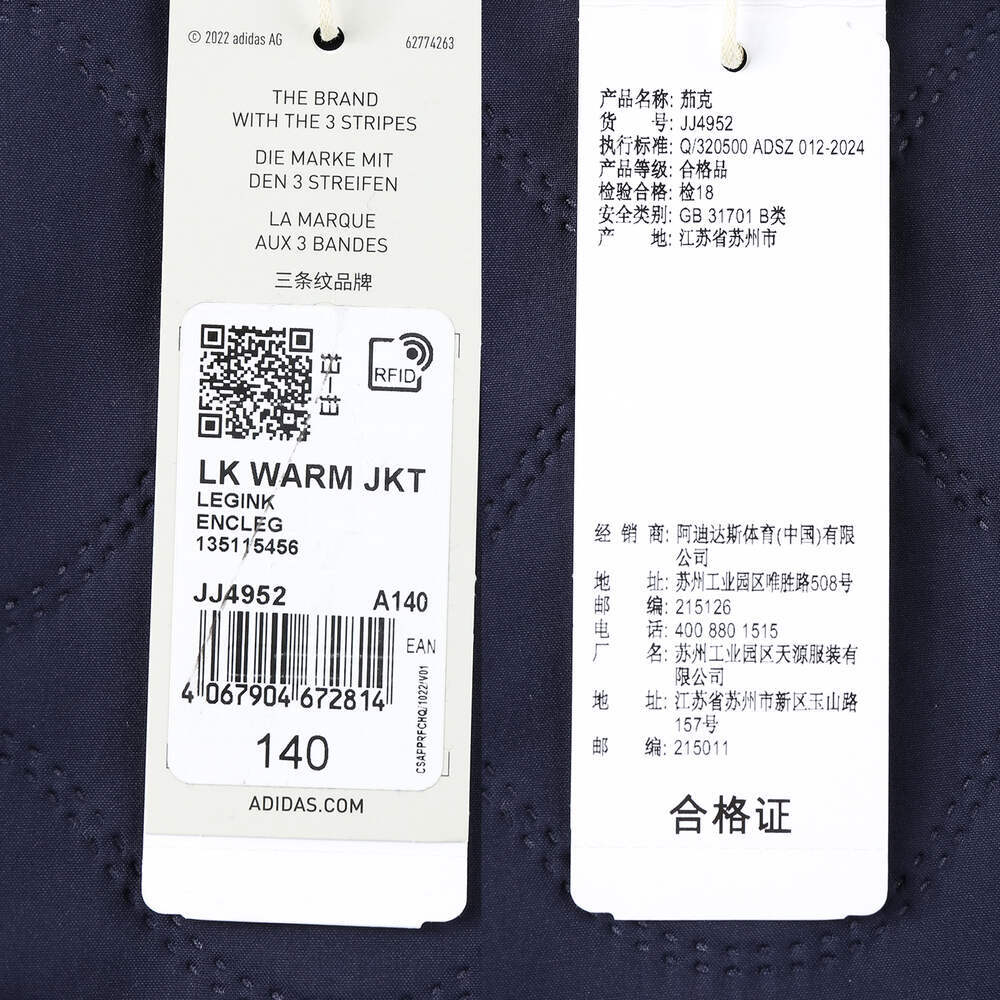 © 2022 adidas AG
62774263
THE BRAND
WITH THE 3 STRIPES
DIE MARKE MIT
DEN 3 STREIFEN
LA MARQUE
AUX 3 BANDES
三条纹品牌
RFID
LK WARM JKT
LEGINK
ENCLEG
135115456
JJ4952 A140
EAN
4 067904 672814
CSAPPRFCHQ/1022/V01
140
ADIDAS.COM
产品名称: 茄克
货 号: JJ4952
执行标准: Q/320500 ADSZ 012-2024
产品等级: 合格品
检验合格: 检18
安全类别: GB 31701 B类
产 地: 江苏省苏州市
经 销 商: 阿迪达斯体育(中国)有限
公司
地 址: 苏州工业园区唯胜路508号
邮 编: 215126
电 话: 400 880 1515
厂 名: 苏州工业园区天源服装有
限公司
地 址: 江苏省苏州市新区玉山路
157号
邮 编: 215011
合格证